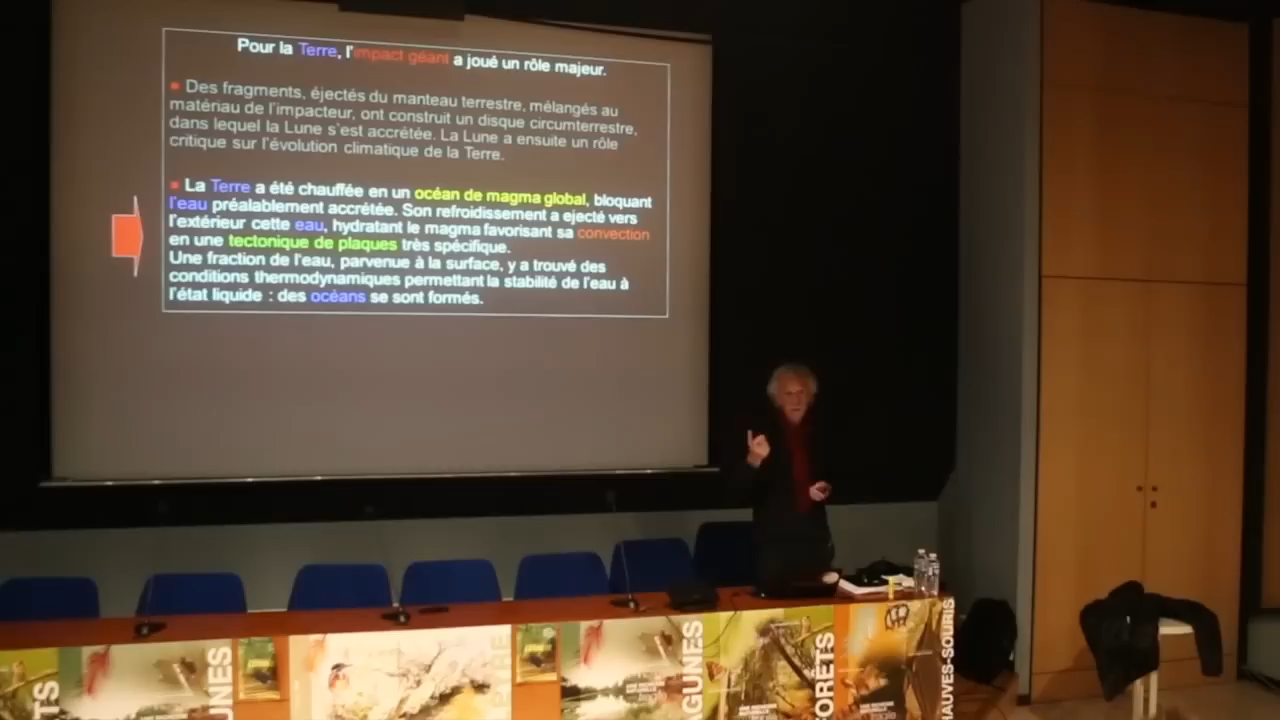 Pour la Terre, l'impact géant a joué un rôle majeur.
Des fragments, éjectés du manteau terrestre, mélangés au
matériau de l'impacteur, ont construit un disque circumterrestre,
dans lequel la Lune s'est accrétée. La Lune a ensuite un rôle
critique sur l'évolution climatique de la Terre.
La Terre a été chauffée en un océan de magma global, bloquant
l'eau préalablement accrétée. Son refroidissement a ejecté vers
l'extérieur cette eau, hydratant le magma favorisant sa convection
en une tectonique de plaques très spécifique.
Une fraction de l'eau, parvenue à la surface, y a trouvé des
conditions thermodynamiques permettant la stabilité de l'eau à
l'état liquide : des océans se sont formés.
TS
UNES
AGUNES
FORÊTS
HAUVES-SOURIS